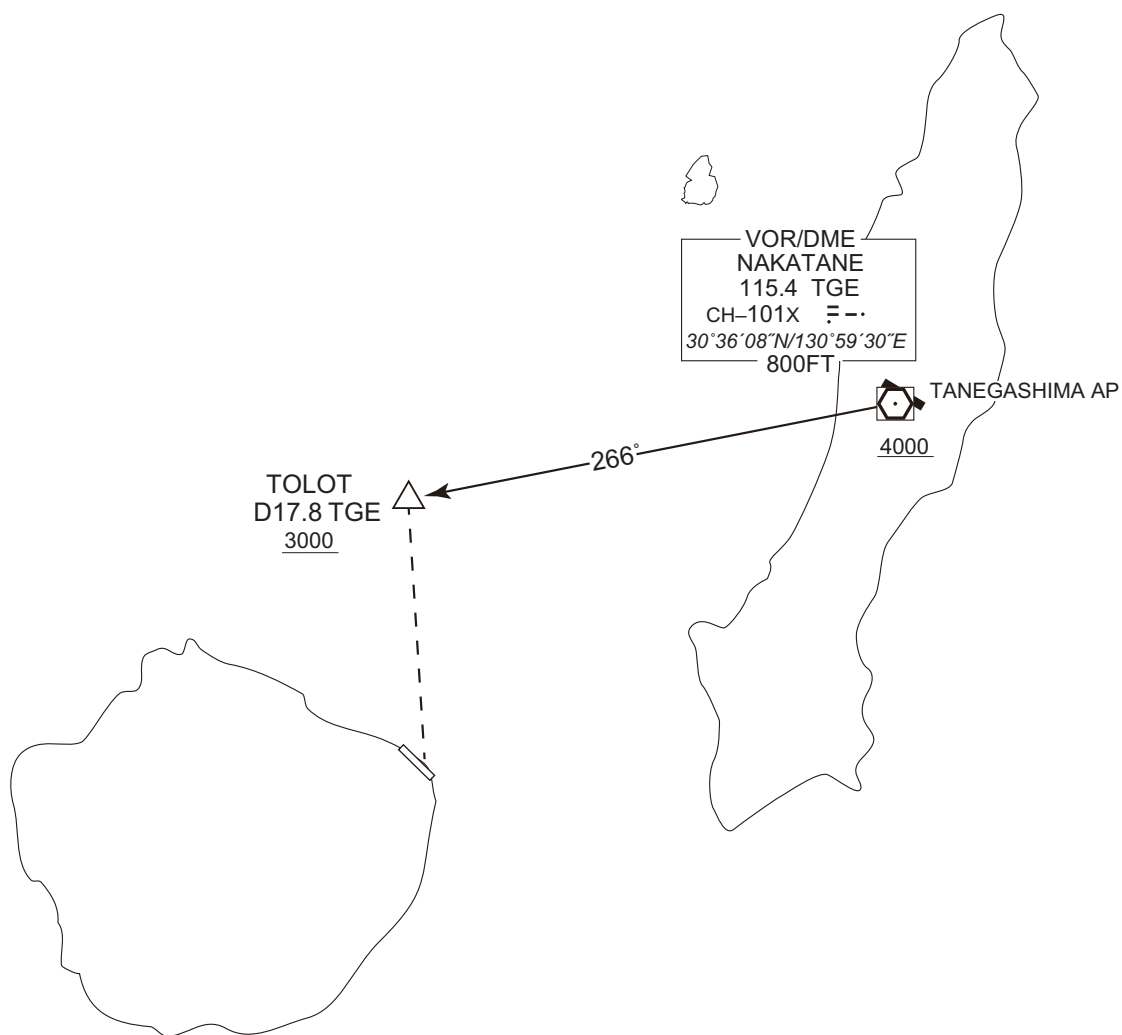 VOR/DME
NAKATANE
115.4 TGE
CH–101X
30°36´08˝N/130°59´30˝E
800FT
TANEGASHIMA AP
4000
266°
TOLOT
D17.8 TGE
3000